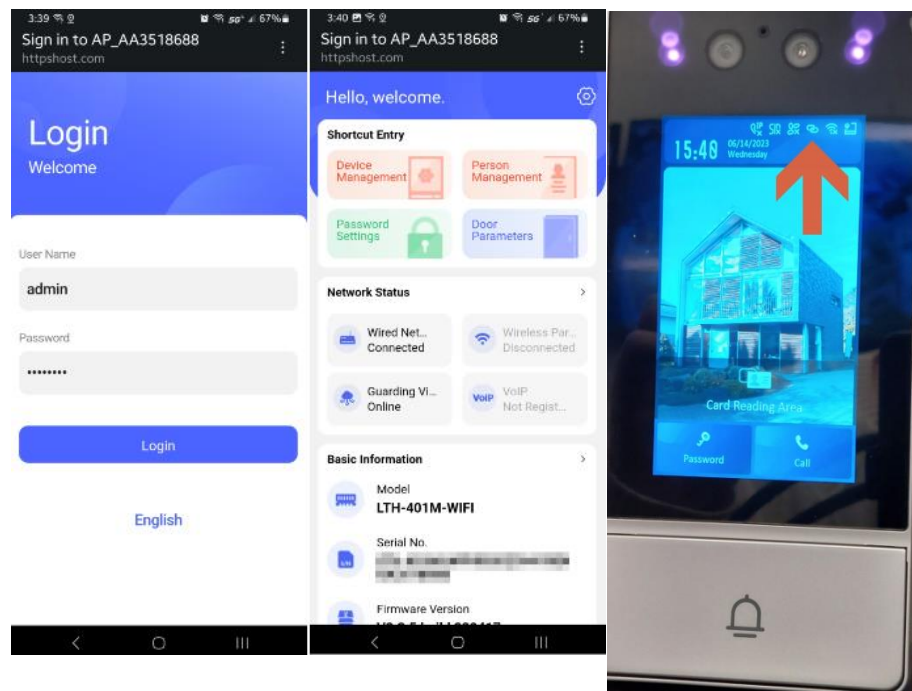 3:39
5G+
67%
Sign in to AP_AA3518688
httpshost.com
Login
Welcome
User Name
admin
Password
••••••••
Login
English
3:40
5G
67%
Sign in to AP_AA3518688
httpshost.com
Hello, welcome.
Shortcut Entry
Device
Management
Person
Management
Password
Settings
Door
Parameters
Network Status
Wired Net...
Connected
Wireless Par...
Disconnected
Guarding Vi...
Online
VoIP
VoIP
Not Regist...
Basic Information
Model
LTH-401M-WIFI
Serial No.
Firmware Version
15:40
06/14/2023
Wednesday
Card Reading Area
Password
Call